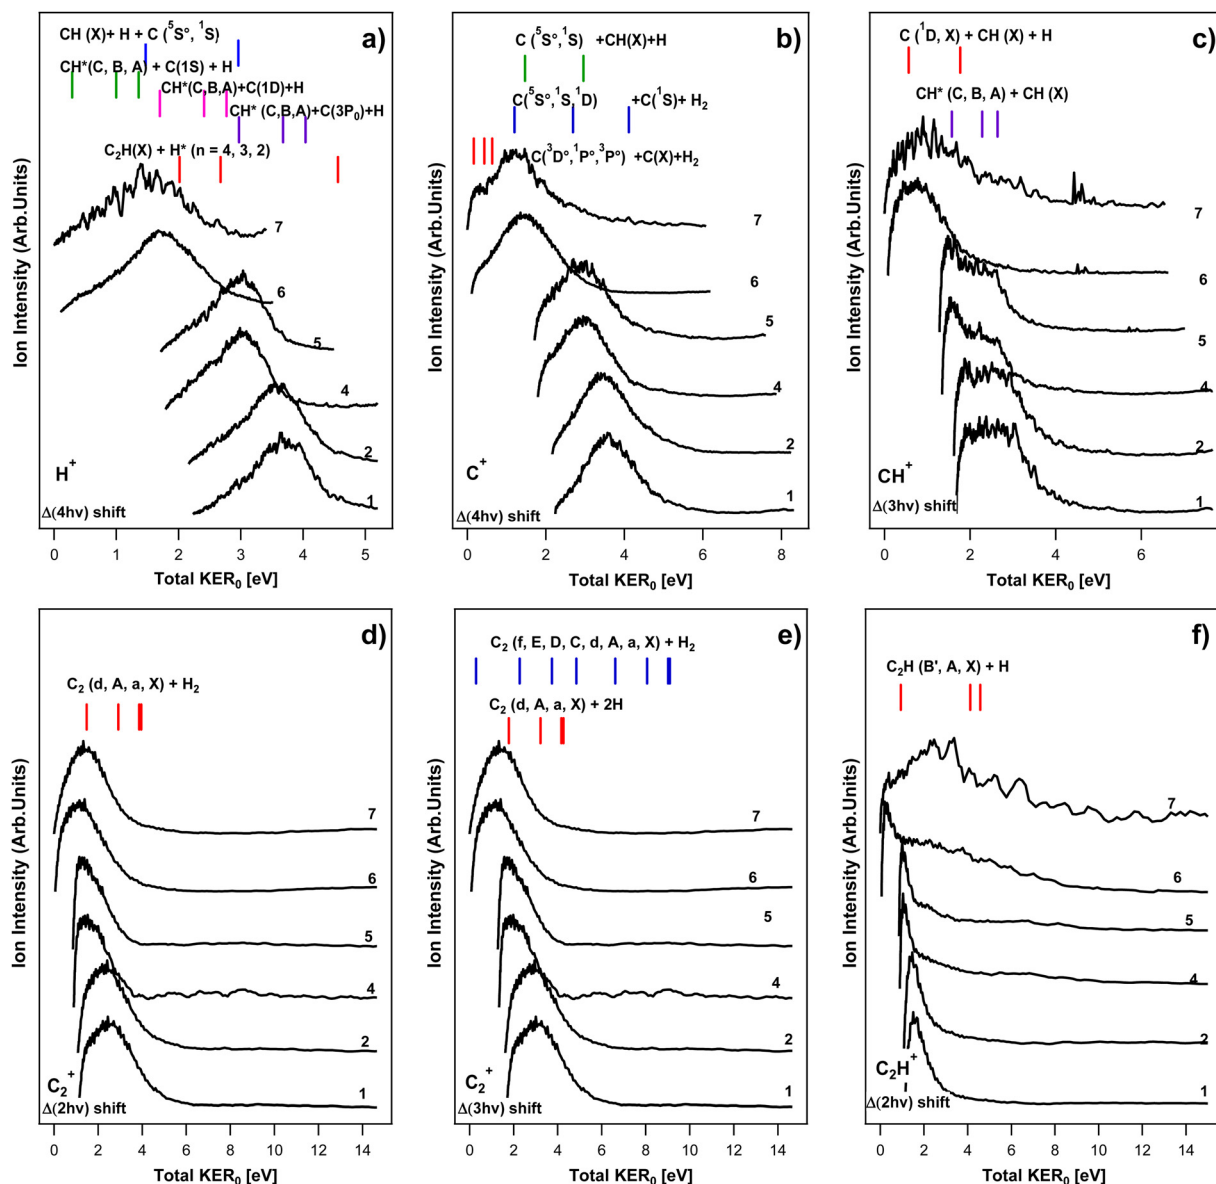 a)
CH (X)+ H + C (⁵S°, ¹S)
CH*(C, B, A) + C(1S) + H
CH*(C,B,A)+C(1D)+H
CH* (C,B,A)+C(3P₀)+H
C₂H(X) + H* (n = 4, 3, 2)
7
6
5
4
2
1
H⁺
Δ(4hν) shift
Ion Intensity (Arb.Units)
0 1 2 3 4 5
Total KER₀ [eV]
b)
C (⁵S°,¹S) +CH(X)+H
C(⁵S°,¹S,¹D) +C(¹S)+ H₂
C(³D°,¹P°,³P°) +C(X)+H₂
7
6
5
4
2
1
C⁺
Δ(4hν) shift
Ion Intensity (Arb.Units)
0 2 4 6 8
Total KER₀ [eV]
c)
C (¹D, X) + CH (X) + H
CH* (C, B, A) + CH (X)
7
6
5
4
2
1
CH⁺
Δ(3hν) shift
Ion Intensity (Arb.Units)
0 2 4 6
Total KER₀ [eV]
d)
C₂ (d, A, a, X) + H₂
7
6
5
4
2
1
C₂⁺
Δ(2hν) shift
Ion Intensity (Arb.Units)
0 2 4 6 8 10 12 14
Total KER₀ [eV]
e)
C₂ (f, E, D, C, d, A, a, X) + H₂
C₂ (d, A, a, X) + 2H
7
6
5
4
2
1
C₂⁺
Δ(3hν) shift
Ion Intensity (Arb.Units)
0 2 4 6 8 10 12 14
Total KER₀ [eV]
f)
C₂H (B', A, X) + H
7
6
5
4
2
1
C₂H⁺
Δ(2hν) shift
Ion Intensity (Arb.Units)
0 2 4 6 8 10 12 14
Total KER₀ [eV]